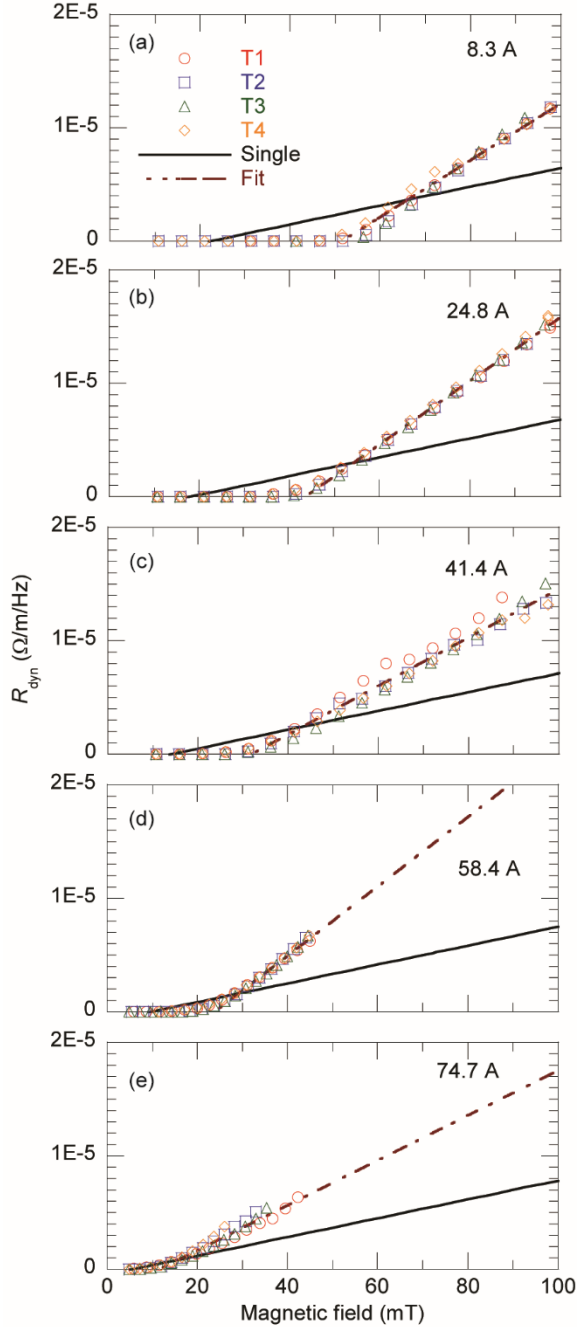 2E-5
(a)
8.3 A
T1
T2
T3
T4
Single
Fit
1E-5
0
(b)
24.8 A
2E-5
1E-5
0
(c)
41.4 A
2E-5
1E-5
0
R_dyn (Ω/m/Hz)
(d)
58.4 A
2E-5
1E-5
0
(e)
74.7 A
2E-5
1E-5
0
0 20 40 60 80 100
Magnetic field (mT)